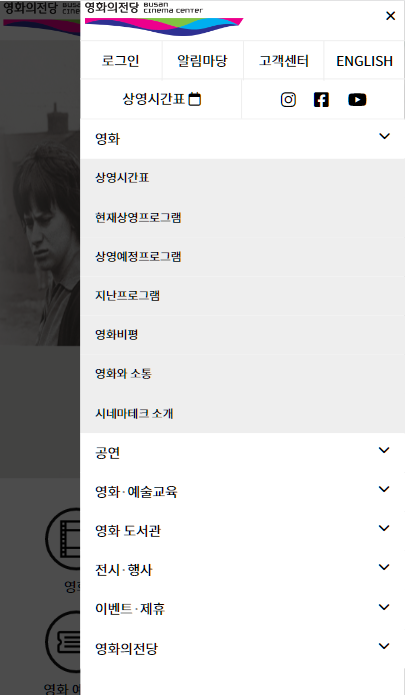 영화의전당 BUSAN CINEMA CENTER
영화의전당 BUSAN CINEMA CENTER
로그인 알림마당 고객센터 ENGLISH
상영시간표
영화
상영시간표
현재상영프로그램
상영예정프로그램
지난프로그램
영화비평
영화와 소통
시네마테크 소개
공연
영화·예술교육
영화 도서관
전시·행사
이벤트·제휴
영화의전당
영화 예